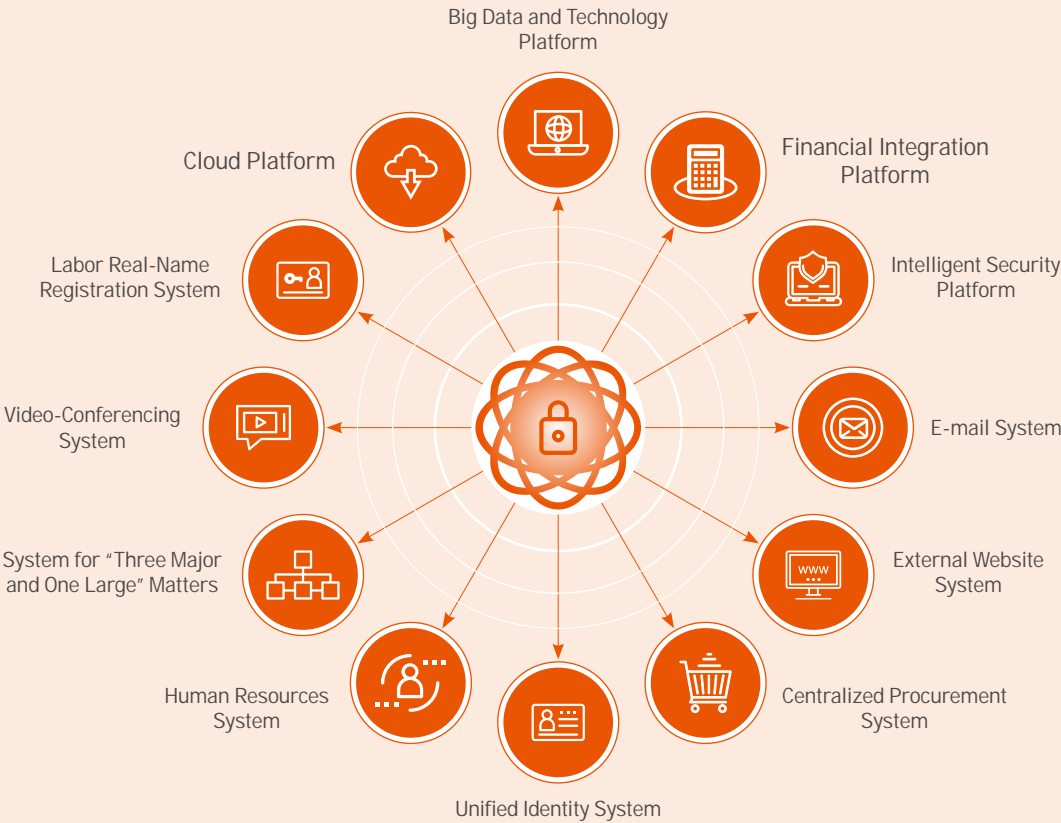 Big Data and Technology
Platform
Cloud Platform
Financial Integration
Platform
Labor Real-Name
Registration System
Intelligent Security
Platform
Video-Conferencing
System
E-mail System
System for “Three Major
and One Large” Matters
External Website
System
www
Human Resources
System
Centralized Procurement
System
Unified Identity System